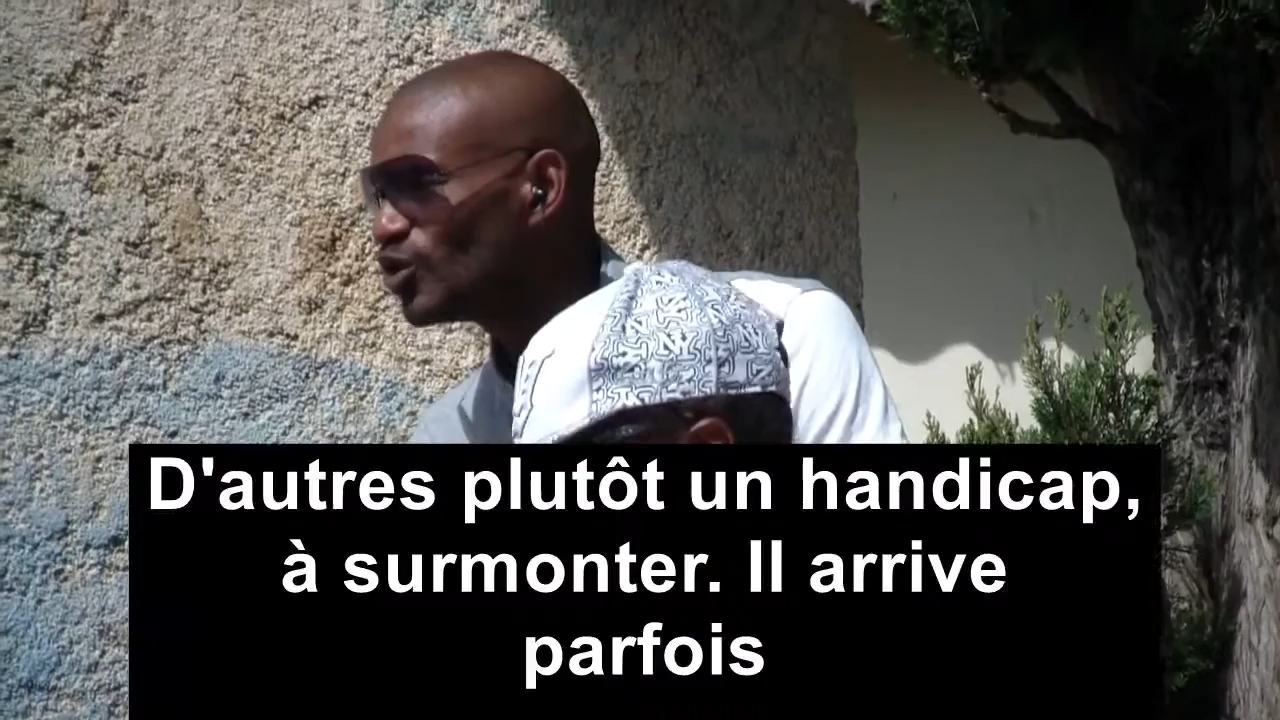 D'autres plutôt un handicap,
à surmonter. Il arrive
parfois